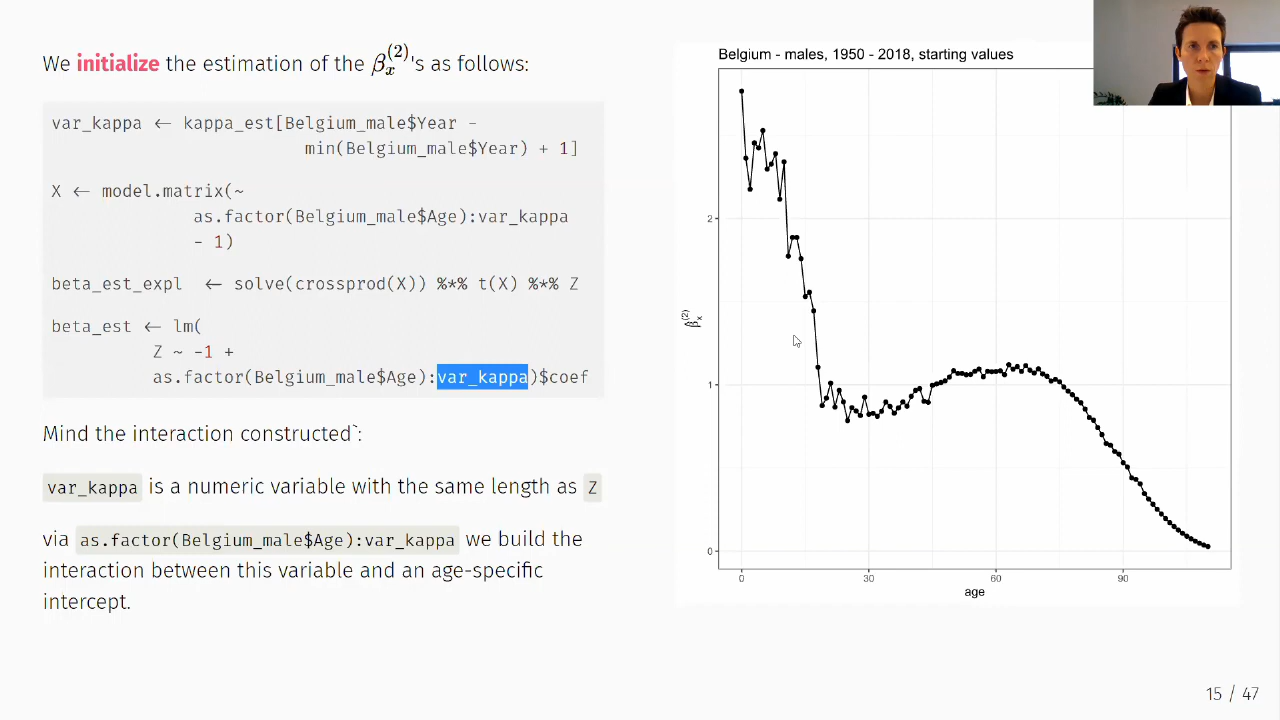 We initialize the estimation of the β̂x(2)'s as follows:
var_kappa ← kappa_est[Belgium_male$Year -
min(Belgium_male$Year) + 1]
X ← model.matrix(~
as.factor(Belgium_male$Age):var_kappa
- 1)
beta_est_expl ← solve(crossprod(X)) %*% t(X) %*% Z
beta_est ← lm(
Z ~ -1 +
as.factor(Belgium_male$Age):var_kappa)$coef
Mind the interaction constructed`:
var_kappa is a numeric variable with the same length as Z
via as.factor(Belgium_male$Age):var_kappa we build the
interaction between this variable and an age-specific
intercept.
Belgium - males, 1950 - 2018, starting values
2
1
0
β̂x(2)
0 30 60 90
age
15 / 47